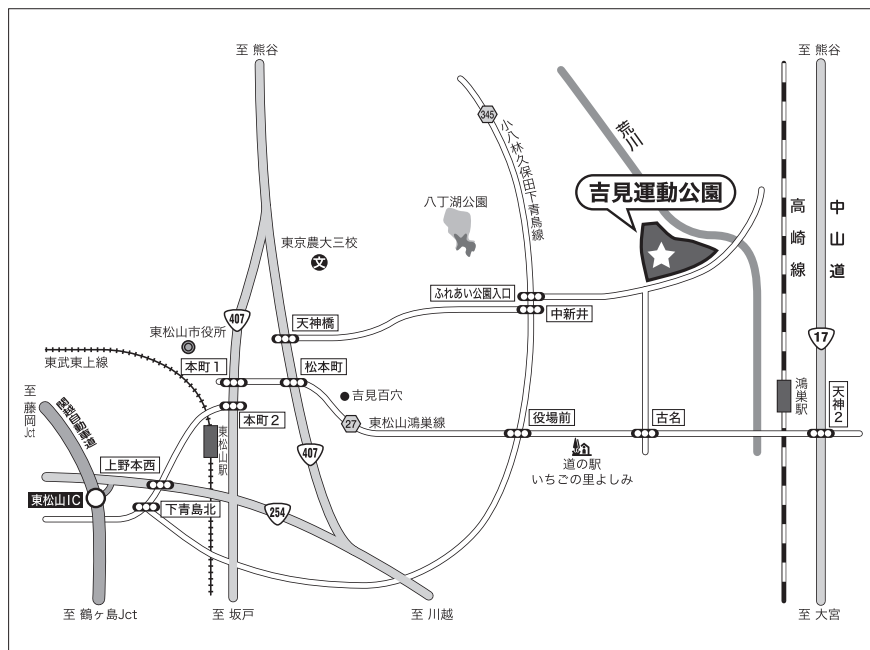 至 熊谷
至 熊谷
345
小八林久保田下青鳥線
荒川
八丁湖公園
吉見運動公園
高崎線
中山道
東京農大三校
文
ふれあい公園入口
407
天神橋
中新井
東松山市役所
17
東武東上線
本町1
松本町
吉見百穴
鴻巣駅
天神2
至 藤岡Jct
関越自動車道
本町2
27
東松山鴻巣線
役場前
古名
東松山駅
407
上野本西
道の駅
いちごの里よしみ
東松山IC
下青鳥北
254
至 鶴ヶ島Jct
至 坂戸
至 川越
至 大宮